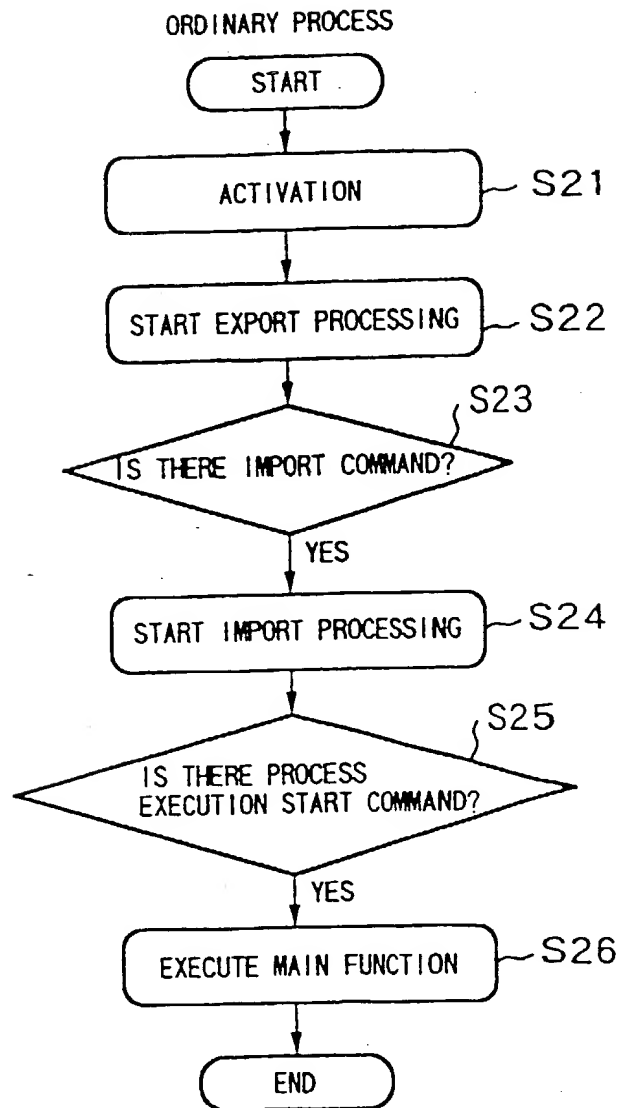 ORDINARY PROCESS
START
ACTIVATION
S21
START EXPORT PROCESSING
S22
S23
IS THERE IMPORT COMMAND?
YES
START IMPORT PROCESSING
S24
S25
IS THERE PROCESS
EXECUTION START COMMAND?
YES
EXECUTE MAIN FUNCTION
S26
END